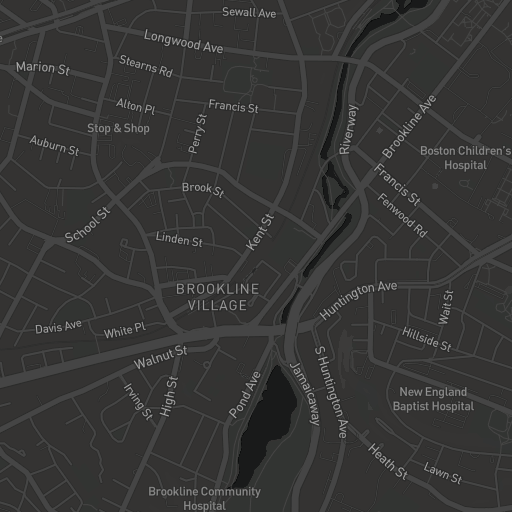 Sewall Ave
Longwood Ave
Marion St
Stearns Rd
Alton Pl
Francis St
Stop & Shop
Perry St
Riverway
Brookline Ave
Auburn St
Boston Children's
Hospital
Brook St
Francis St
Fenwood Rd
School St
Linden St
Kent St
BROOKLINE
VILLAGE
Huntington Ave
Wait St
Davis Ave
White Pl
Hillside St
Walnut St
Irving St
High St
Pond Ave
Jamaicaway
S Huntington Ave
New England
Baptist Hospital
Heath St
Lawn St
Brookline Community
Hospital